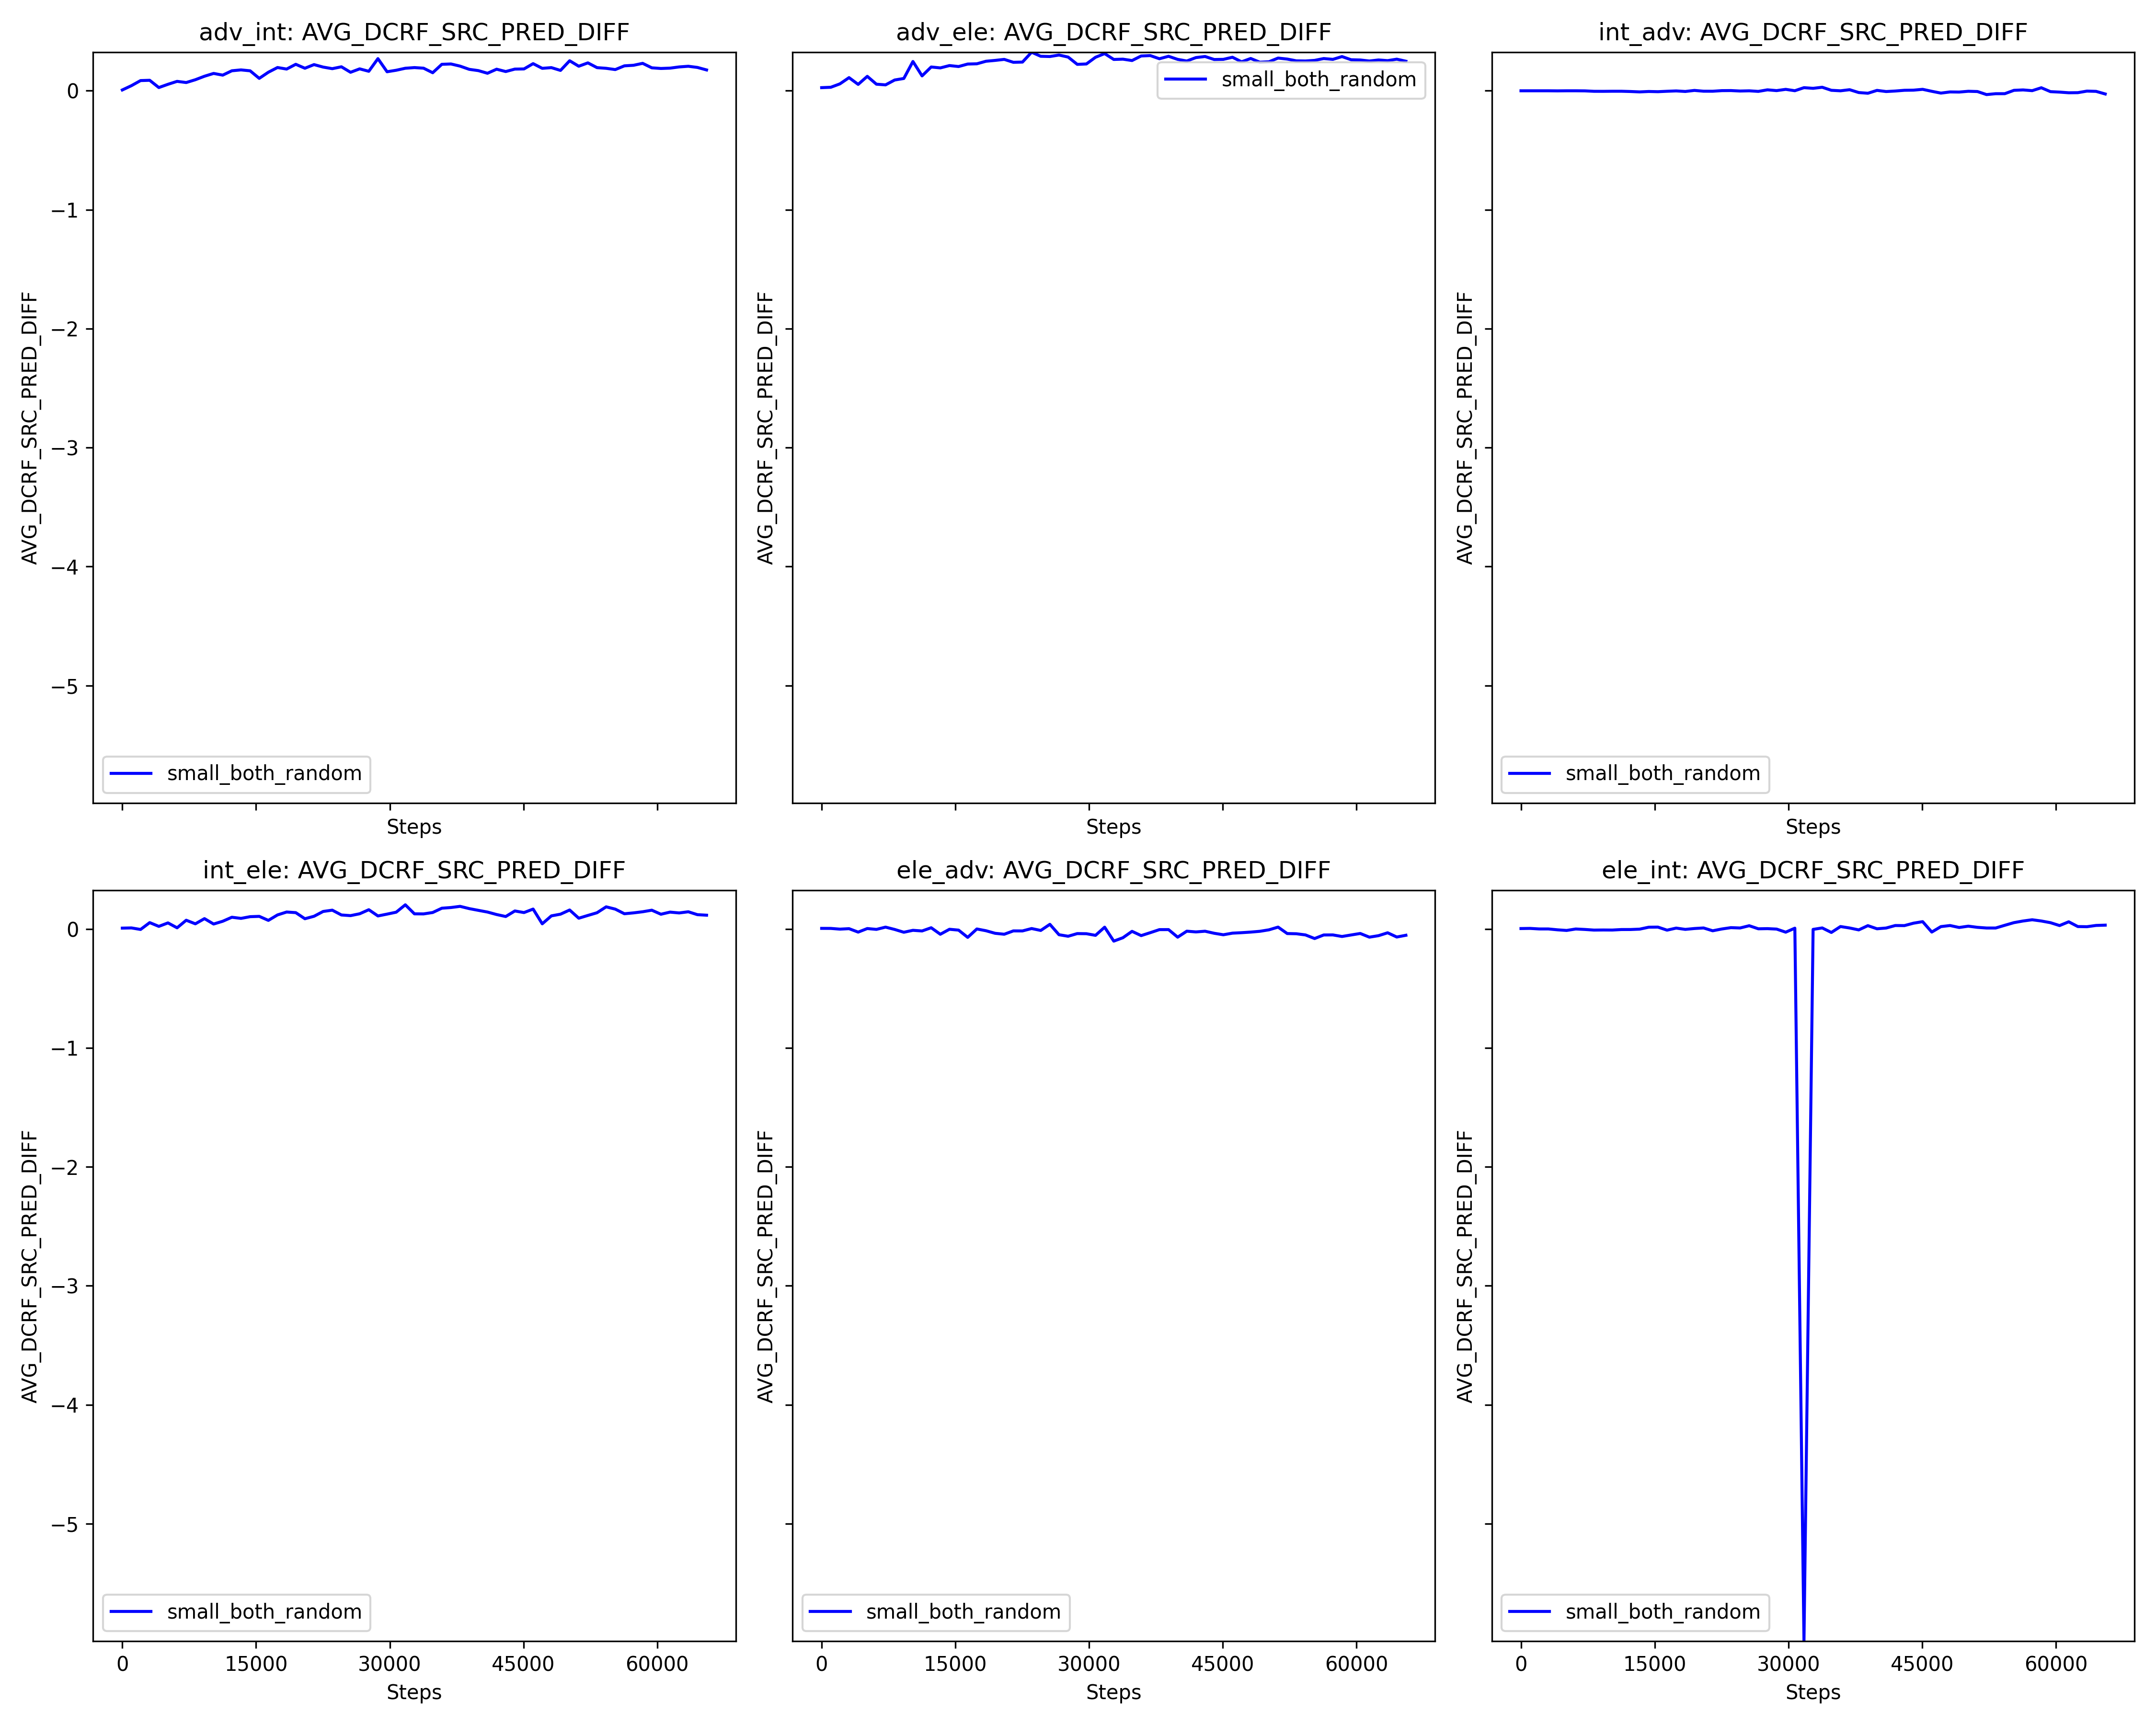 adv_int: AVG_DCRF_SRC_PRED_DIFF
adv_ele: AVG_DCRF_SRC_PRED_DIFF
int_adv: AVG_DCRF_SRC_PRED_DIFF
AVG_DCRF_SRC_PRED_DIFF
0
−1
−2
−3
−4
−5
small_both_random
Steps
AVG_DCRF_SRC_PRED_DIFF
small_both_random
Steps
AVG_DCRF_SRC_PRED_DIFF
small_both_random
Steps
int_ele: AVG_DCRF_SRC_PRED_DIFF
ele_adv: AVG_DCRF_SRC_PRED_DIFF
ele_int: AVG_DCRF_SRC_PRED_DIFF
AVG_DCRF_SRC_PRED_DIFF
0
−1
−2
−3
−4
−5
small_both_random
0 15000 30000 45000 60000
Steps
AVG_DCRF_SRC_PRED_DIFF
small_both_random
0 15000 30000 45000 60000
Steps
AVG_DCRF_SRC_PRED_DIFF
small_both_random
0 15000 30000 45000 60000
Steps